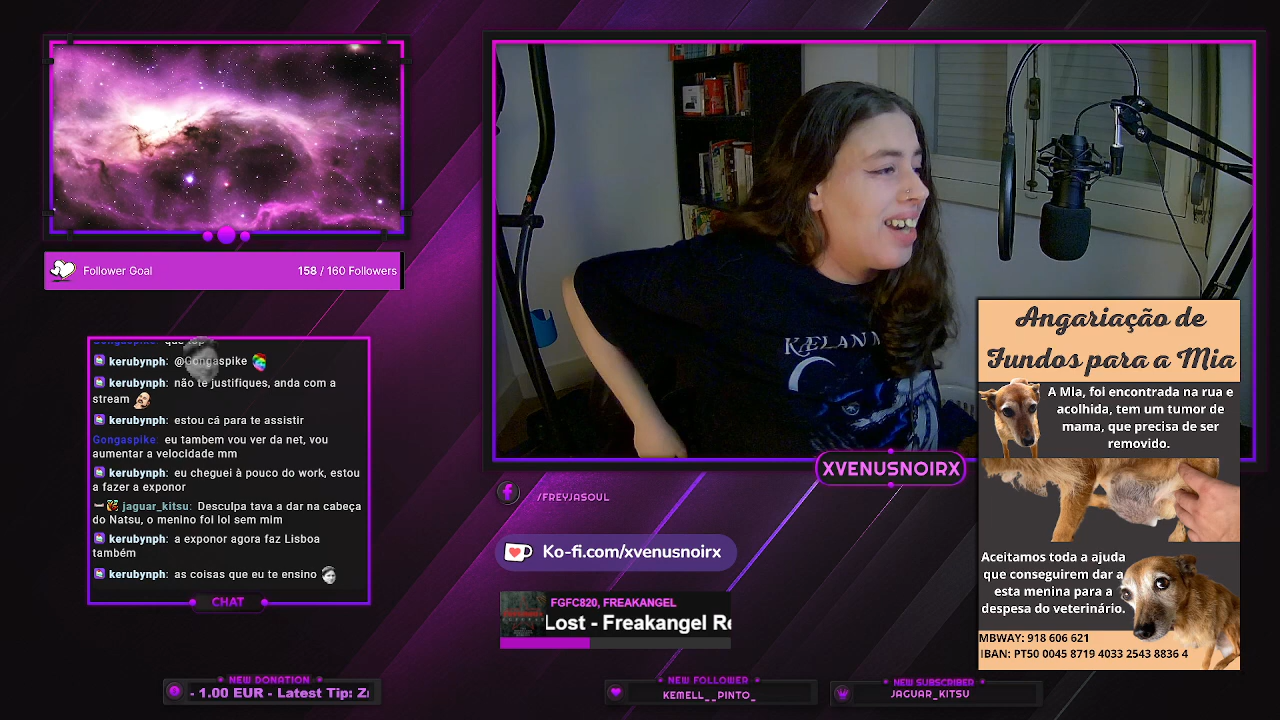 Follower Goal
158 / 160 Followers
Gongaspike: que top
kerubynph: @Gongaspike
kerubynph: não te justifiques, anda com a
stream
kerubynph: estou cá para te assistir
Gongaspike: eu tambem vou ver da net, vou
aumentar a velocidade mm
kerubynph: eu cheguei à pouco do work, estou
a fazer a exponor
jaguar_kitsu: Desculpa tava a dar na cabeça
do Natsu, o menino foi lol sem mim
kerubynph: a exponor agora faz Lisboa
também
kerubynph: as coisas que eu te ensino
CHAT
XVENUSNOIRX
/FREYJASOUL
Ko-fi.com/xvenusnoirx
FGFC820, FREAKANGEL
Lost - Freakangel Re
Angariação de
Fundos para a Mia
A Mia, foi encontrada na rua e
acolhida, tem um tumor de
mama, que precisa de ser
removido.
Aceitamos toda a ajuda
que conseguirem dar a
esta menina para a
despesa do veterinário.
MBWAY: 918 606 621
IBAN: PT50 0045 8719 4033 2543 8836 4
NEW DONATION
- 1.00 EUR - Latest Tip:
NEW FOLLOWER
KEMELL__PINTO_
NEW SUBSCRIBER
JAGUAR_KITSU